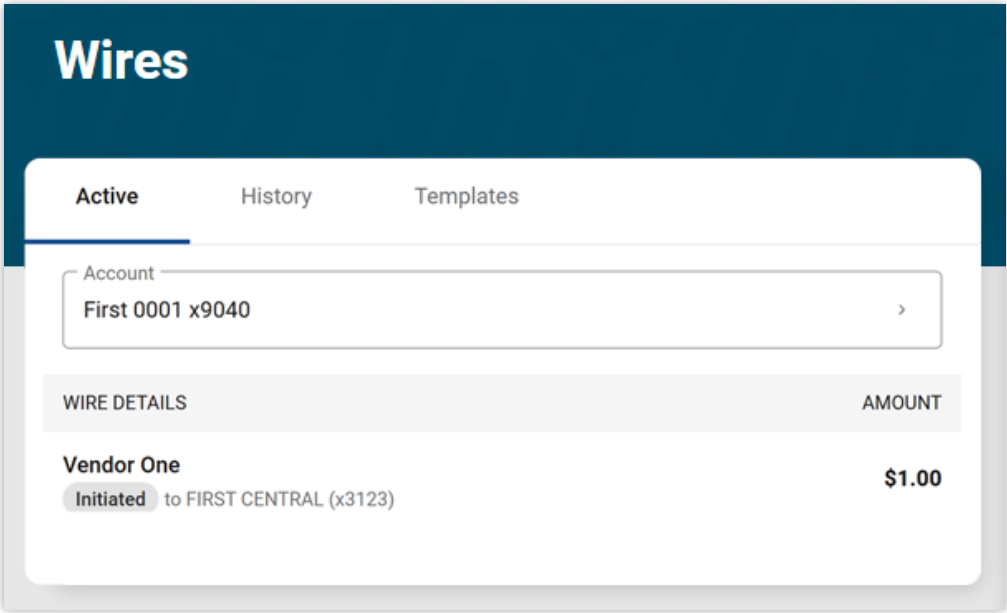 Wires
Active History Templates
Account
First 0001 x9040
WIRE DETAILS AMOUNT
Vendor One
$1.00
Initiated to FIRST CENTRAL (x3123)